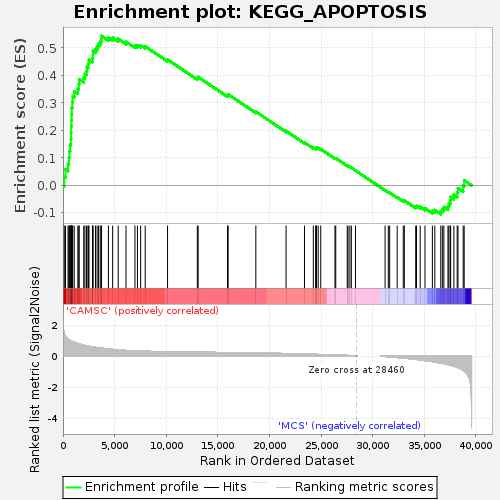 Enrichment plot: KEGG_APOPTOSIS
Enrichment score (ES)
0.5
0.4
0.3
0.2
0.1
0.0
-0.1
'CAMSC' (positively correlated)
Ranked list metric (Signal2Noise)
2
0
-2
-4
Zero cross at 28460
'MCS' (negatively correlated)
0 5,000 10,000 15,000 20,000 25,000 30,000 35,000 40,000
Rank in Ordered Dataset
Enrichment profile Hits Ranking metric scores